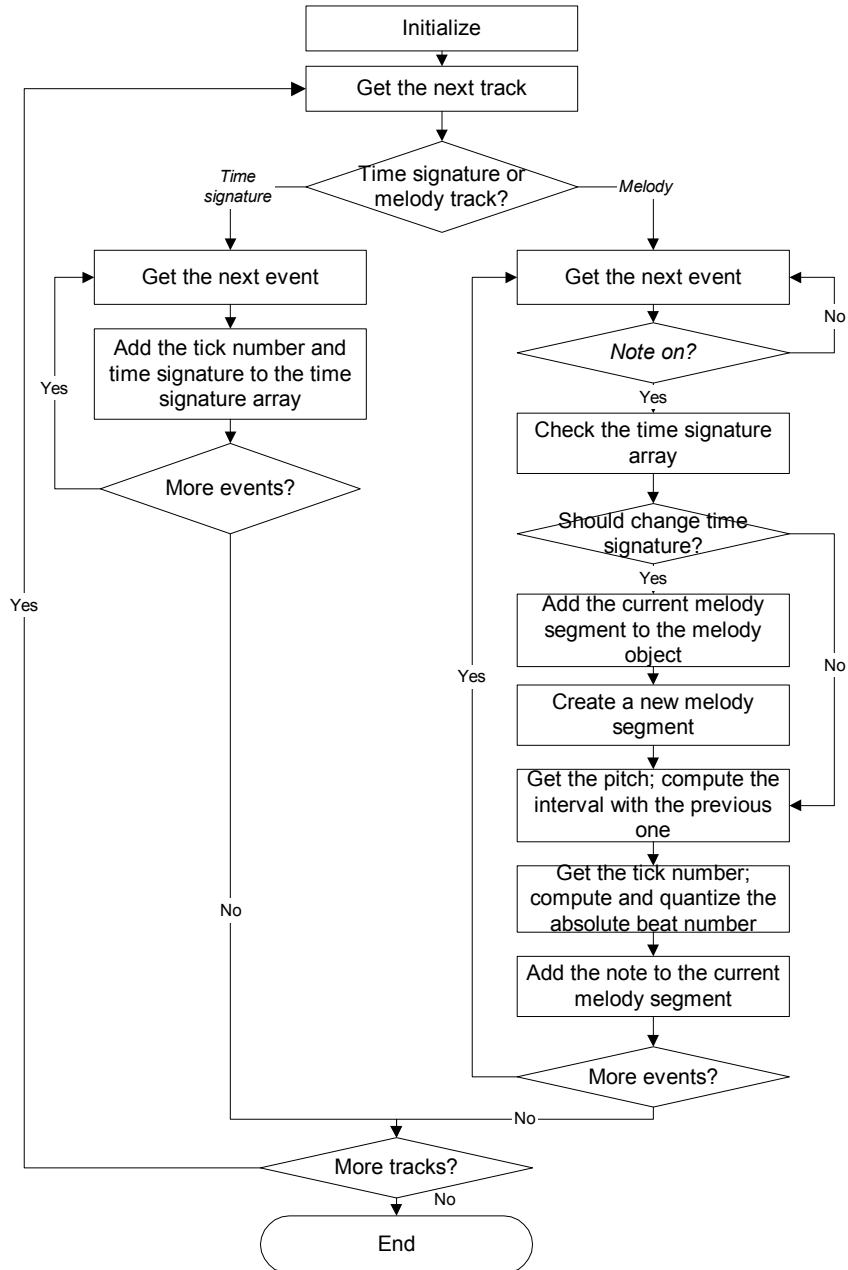 Initialize
Get the next track
Time signature or
melody track?
Time
signature
Melody
Get the next event
Add the tick number and
time signature to the time
signature array
Yes
More events?
Get the next event
No
Note on?
Yes
Check the time signature
array
Should change time
signature?
Yes
Add the current melody
segment to the melody
object
No
Yes
Create a new melody
segment
Get the pitch; compute the
interval with the previous
one
Get the tick number;
compute and quantize the
absolute beat number
Add the note to the current
melody segment
More events?
Yes
No
No
More tracks?
No
End